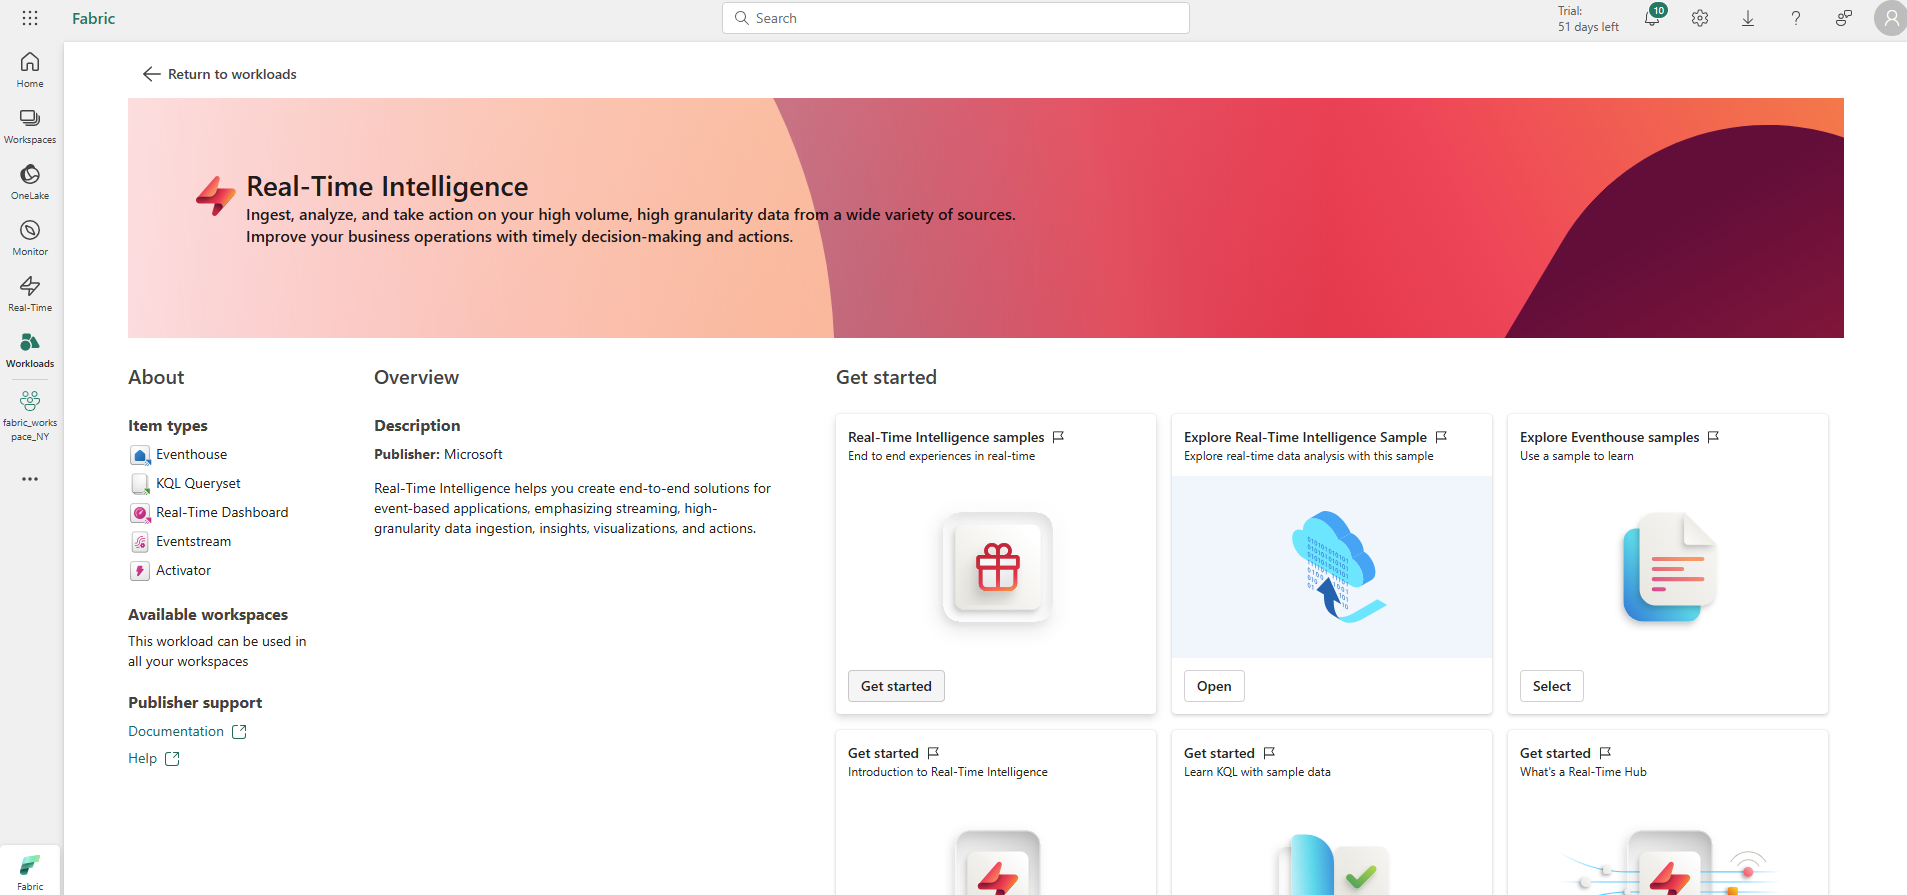 Fabric
Search
Trial:
51 days left
10
Home
Workspaces
OneLake
Monitor
Real-Time
Workloads
fabric_works
pace_NY
Fabric
Return to workloads
Real-Time Intelligence
Ingest, analyze, and take action on your high volume, high granularity data from a wide variety of sources.
Improve your business operations with timely decision-making and actions.
About
Item types
Eventhouse
KQL Queryset
Real-Time Dashboard
Eventstream
Activator
Available workspaces
This workload can be used in
all your workspaces
Publisher support
Documentation
Help
Overview
Description
Publisher: Microsoft
Real-Time Intelligence helps you create end-to-end solutions for
event-based applications, emphasizing streaming, high-
granularity data ingestion, insights, visualizations, and actions.
Get started
Real-Time Intelligence samples
End to end experiences in real-time
Get started
Explore Real-Time Intelligence Sample
Explore real-time data analysis with this sample
Open
Explore Eventhouse samples
Use a sample to learn
Select
Get started
Introduction to Real-Time Intelligence
Get started
Learn KQL with sample data
Get started
What's a Real-Time Hub